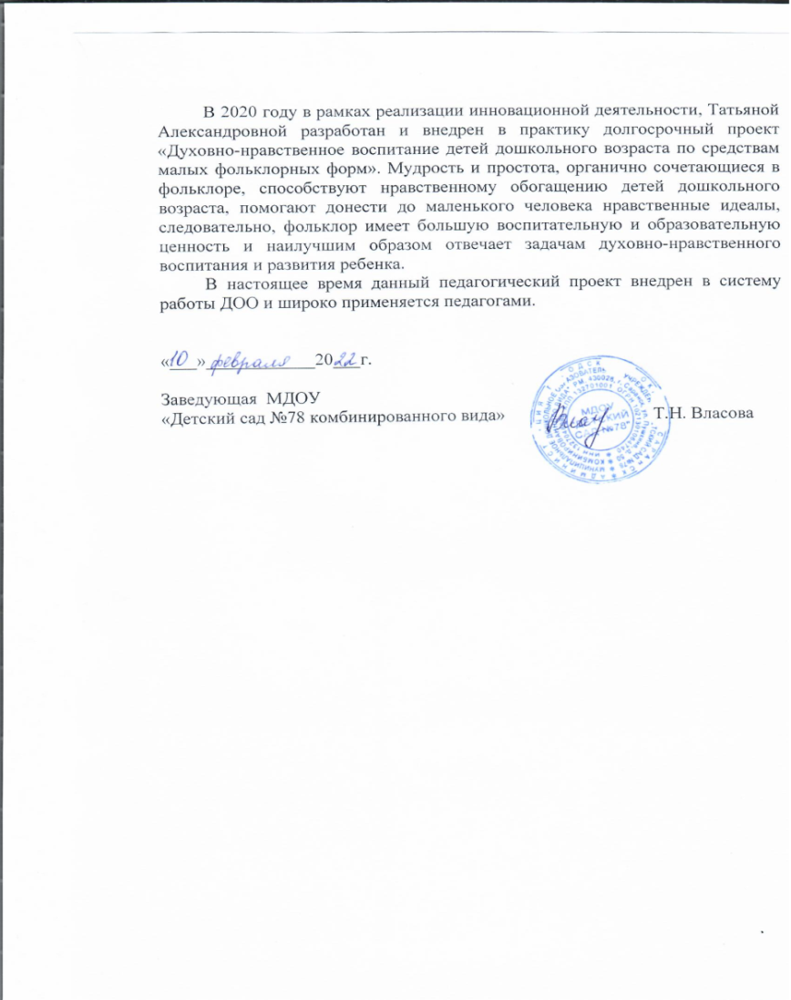 В 2020 году в рамках реализации инновационной деятельности, Татьяной
Александровной разработан и внедрен в практику долгосрочный проект
«Духовно-нравственное воспитание детей дошкольного возраста по средствам
малых фольклорных форм». Мудрость и простота, органично сочетающиеся в
фольклоре, способствуют нравственному обогащению детей дошкольного
возраста, помогают донести до маленького человека нравственные идеалы,
следовательно, фольклор имеет большую воспитательную и образовательную
ценность и наилучшим образом отвечает задачам духовно-нравственного
воспитания и развития ребенка.
В настоящее время данный педагогический проект внедрен в систему
работы ДОО и широко применяется педагогами.
«10» февраля 2022 г.
Заведующая МДОУ
«Детский сад №78 комбинированного вида» Т.Н. Власова
МДОУ
САД №78"